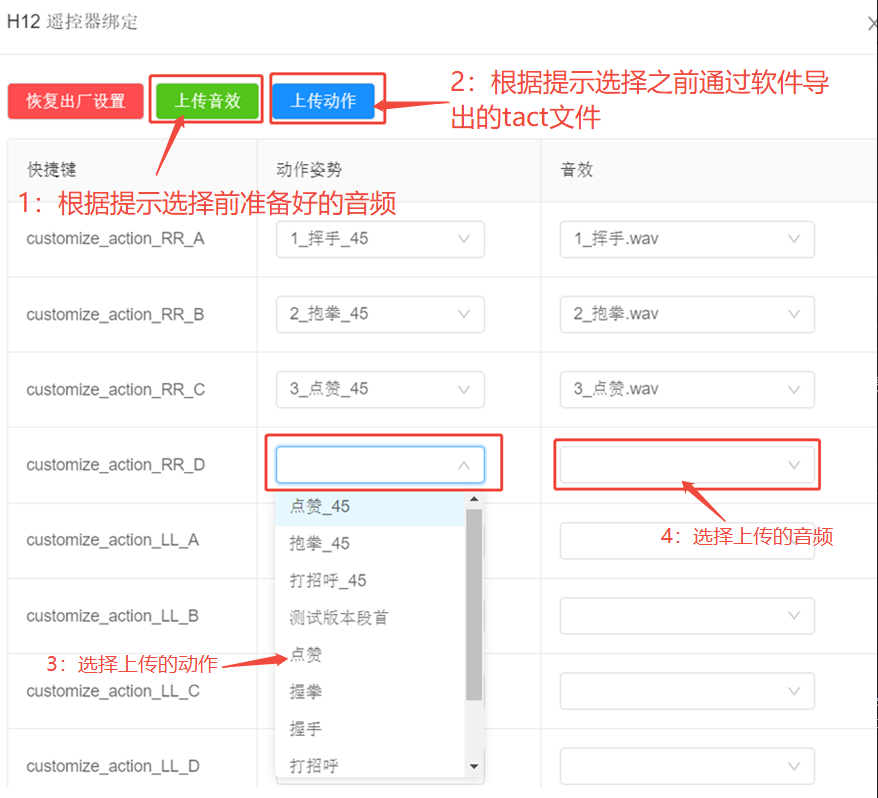 H12 遥控器绑定
恢复出厂设置 上传音效 上传动作
2：根据提示选择之前通过软件导
出的tact文件
快捷键 动作姿势 音效
1：根据提示选择前准备好的音频
customize_action_RR_A 1_挥手_45 1_挥手.wav
customize_action_RR_B 2_抱拳_45 2_抱拳.wav
customize_action_RR_C 3_点赞_45 3_点赞.wav
customize_action_RR_D
点赞_45
4：选择上传的音频
customize_action_LL_A 抱拳_45
打招呼_45
customize_action_LL_B 测试版本段首
3：选择上传的动作 点赞
customize_action_LL_C 握拳
握手
customize_action_LL_D 打招呼